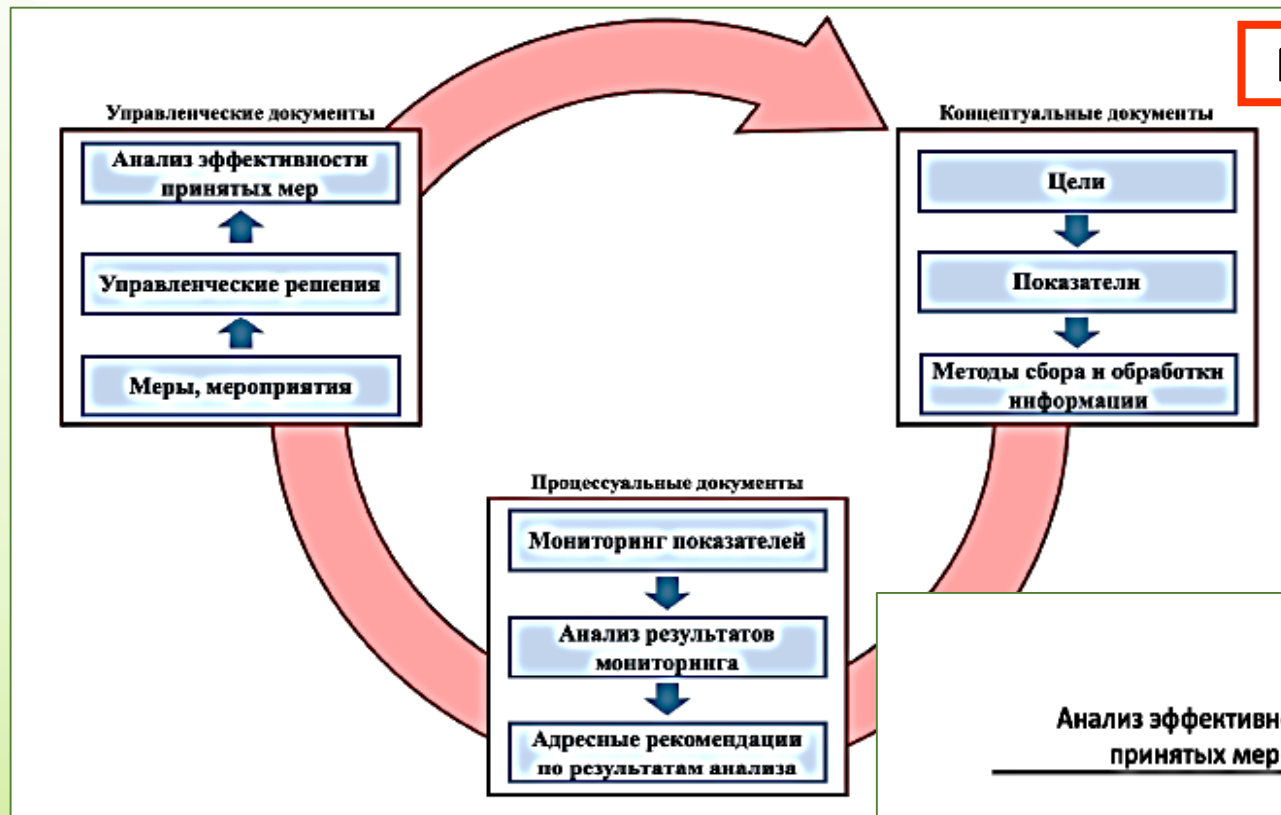 Управленческие документы
Анализ эффективности
принятых мер
Управленческие решения
Меры, мероприятия
Концептуальные документы
Цели
Показатели
Методы сбора и обработки
информации
Процессуальные документы
Мониторинг показателей
Анализ результатов
мониторинга
Адресные рекомендации
по результатам анализа
Анализ эффективн
принятых мер